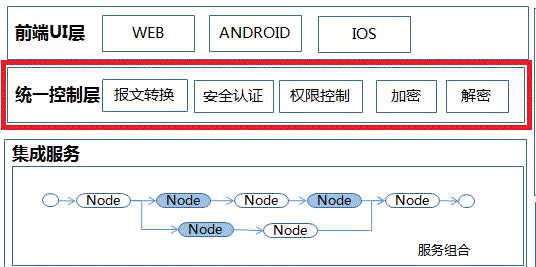 前端UI层 WEB ANDROID IOS
统一控制层 报文转换 安全认证 权限控制 加密 解密
集成服务
Node Node Node Node Node
Node Node
服务组合